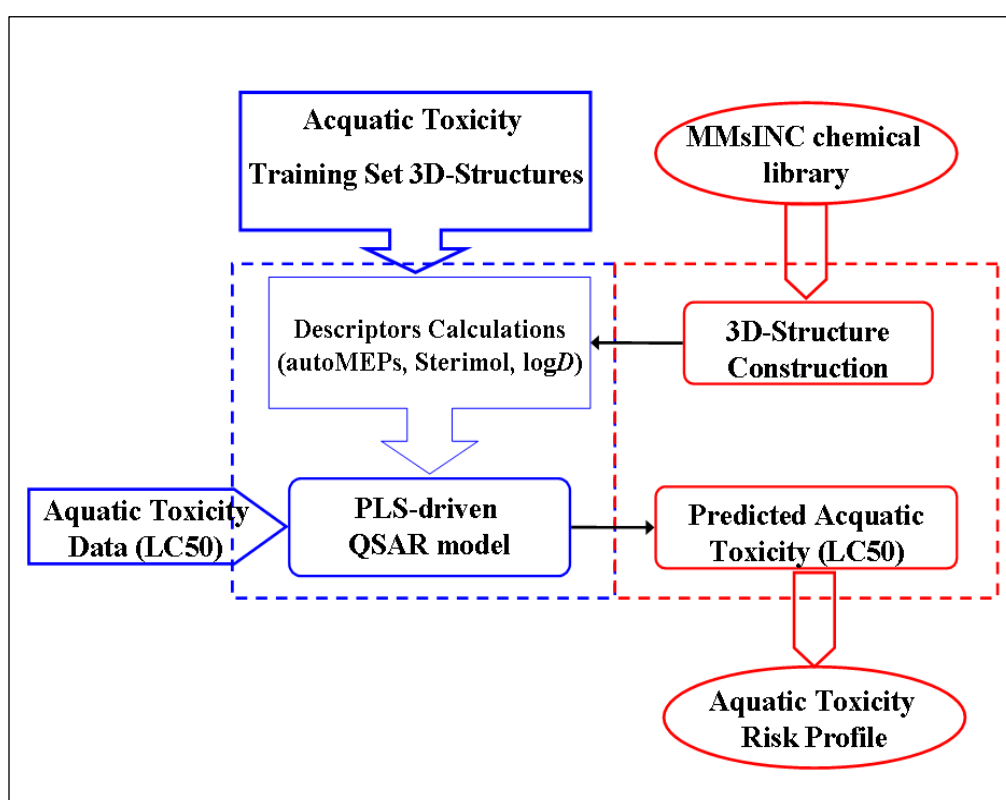 Acquatic Toxicity
Training Set 3D-Structures
MMsINC chemical
library
Descriptors Calculations
(autoMEPs, Sterimol, logD)
3D-Structure
Construction
Aquatic Toxicity
Data (LC50)
PLS-driven
QSAR model
Predicted Acquatic
Toxicity (LC50)
Aquatic Toxicity
Risk Profile